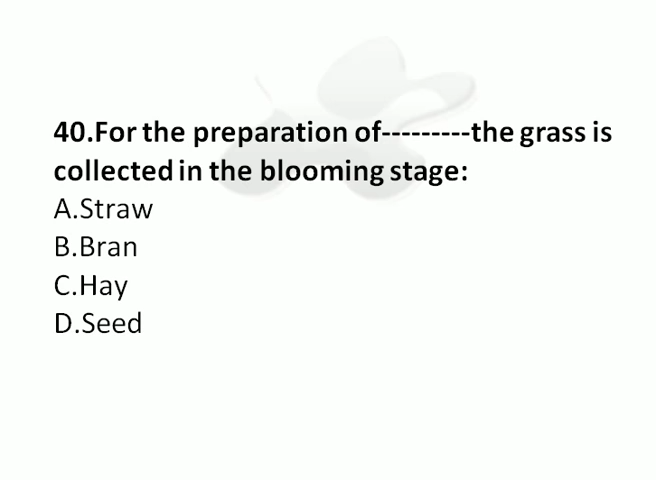 40.For the preparation of---------the grass is
collected in the blooming stage:
A.Straw
B.Bran
C.Hay
D.Seed